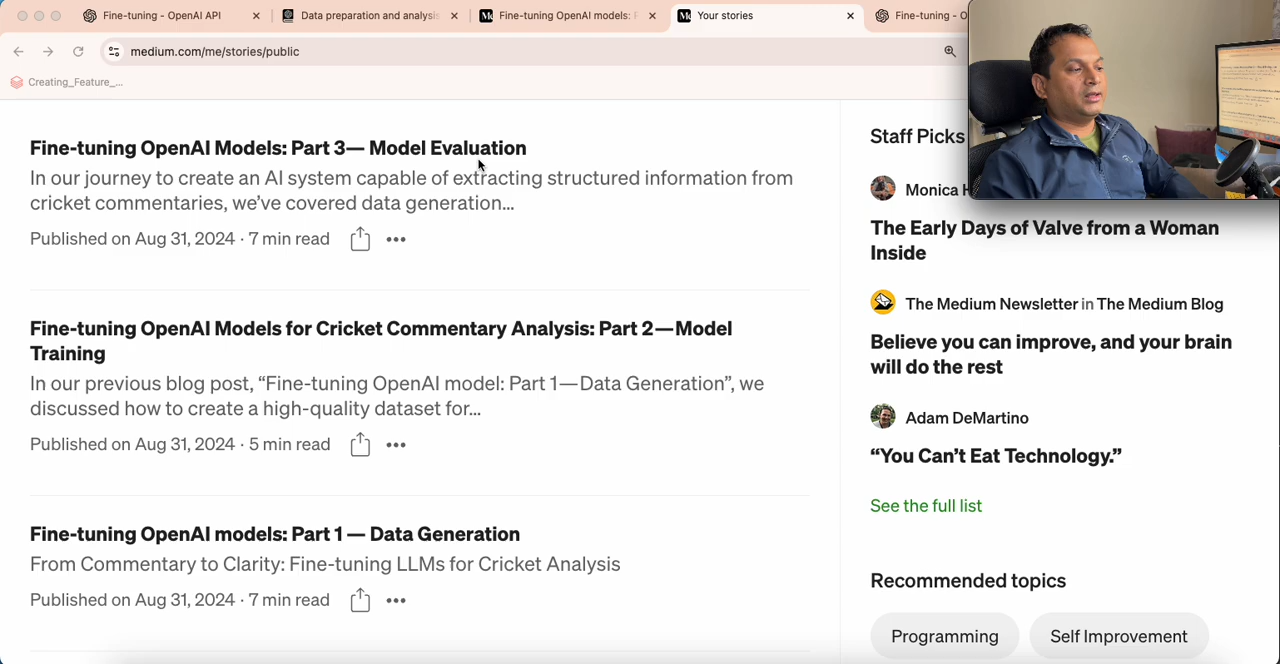 Fine-tuning - OpenAI API
Data preparation and analysis
Fine-tuning OpenAI models:
Your stories
Fine-tuning -
medium.com/me/stories/public
Creating_Feature_...
Fine-tuning OpenAI Models: Part 3— Model Evaluation
In our journey to create an AI system capable of extracting structured information from
cricket commentaries, we’ve covered data generation...
Published on Aug 31, 2024 · 7 min read
Fine-tuning OpenAI Models for Cricket Commentary Analysis: Part 2—Model
Training
In our previous blog post, “Fine-tuning OpenAI model: Part 1—Data Generation”, we
discussed how to create a high-quality dataset for...
Published on Aug 31, 2024 · 5 min read
Fine-tuning OpenAI models: Part 1 — Data Generation
From Commentary to Clarity: Fine-tuning LLMs for Cricket Analysis
Published on Aug 31, 2024 · 7 min read
Staff Picks
Monica
The Early Days of Valve from a Woman
Inside
The Medium Newsletter in The Medium Blog
Believe you can improve, and your brain
will do the rest
Adam DeMartino
“You Can’t Eat Technology.”
See the full list
Recommended topics
Programming
Self Improvement